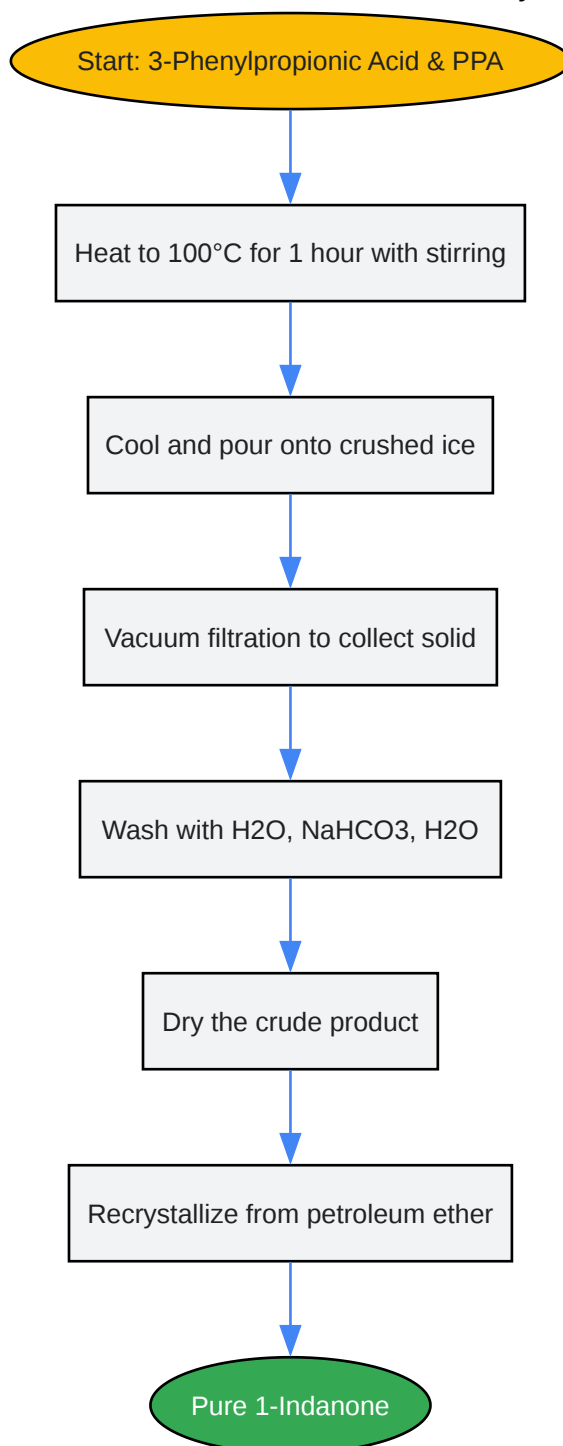 Start: 3-Phenylpropionic Acid & PPA
Heat to 100°C for 1 hour with stirring
Cool and pour onto crushed ice
Vacuum filtration to collect solid
Wash with H2O, NaHCO3, H2O
Dry the crude product
Recrystallize from petroleum ether
Pure 1-Indanone